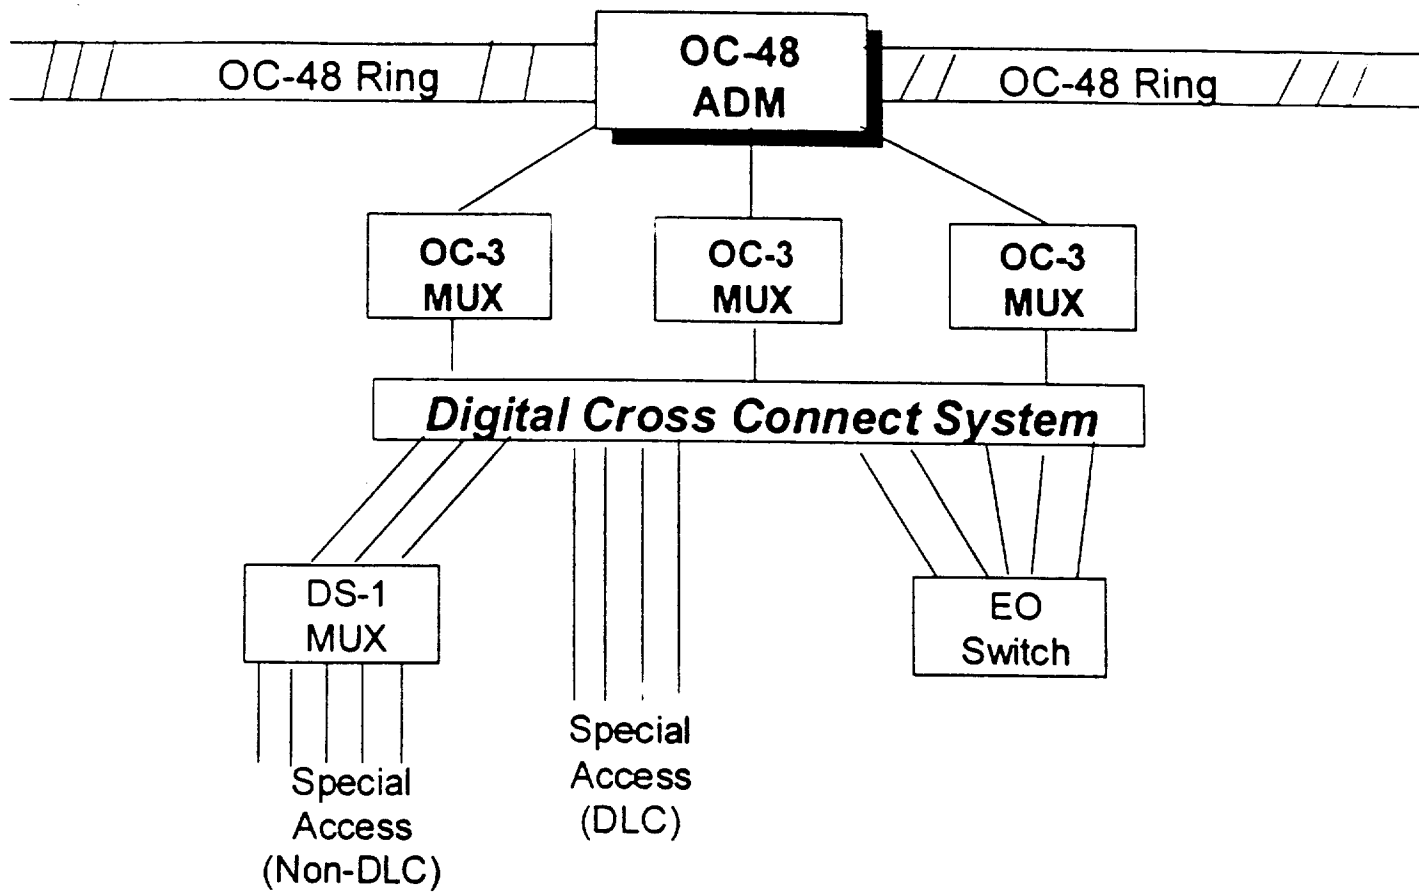 OC-48
ADM
OC-48 Ring
OC-48 Ring
OC-3
MUX
OC-3
MUX
OC-3
MUX
Digital Cross Connect System
DS-1
MUX
EO
Switch
Special
Access
(DLC)
Special
Access
(Non-DLC)